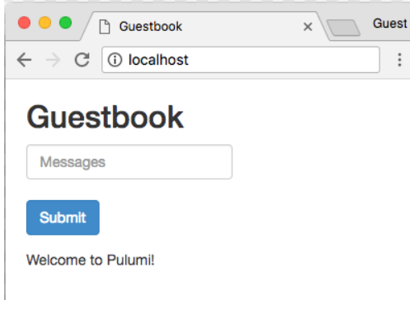 Guestbook
Guest
localhost
Guestbook
Messages
Submit
Welcome to Pulumi!